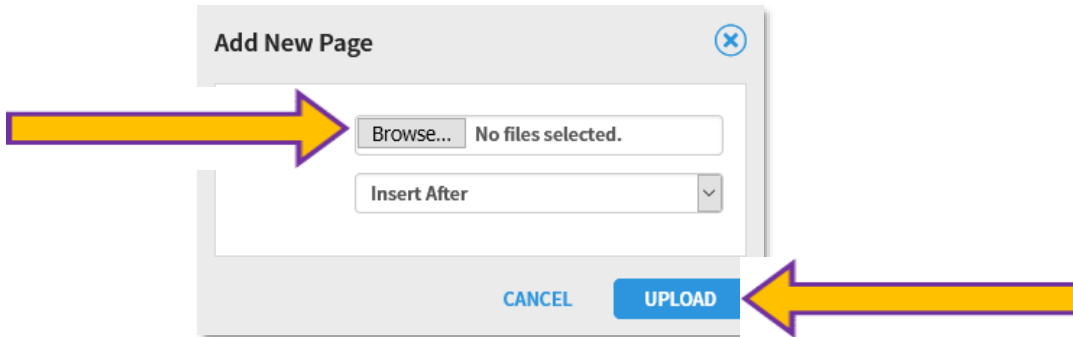 Add New Page
Browse... No files selected.
Insert After
CANCEL UPLOAD